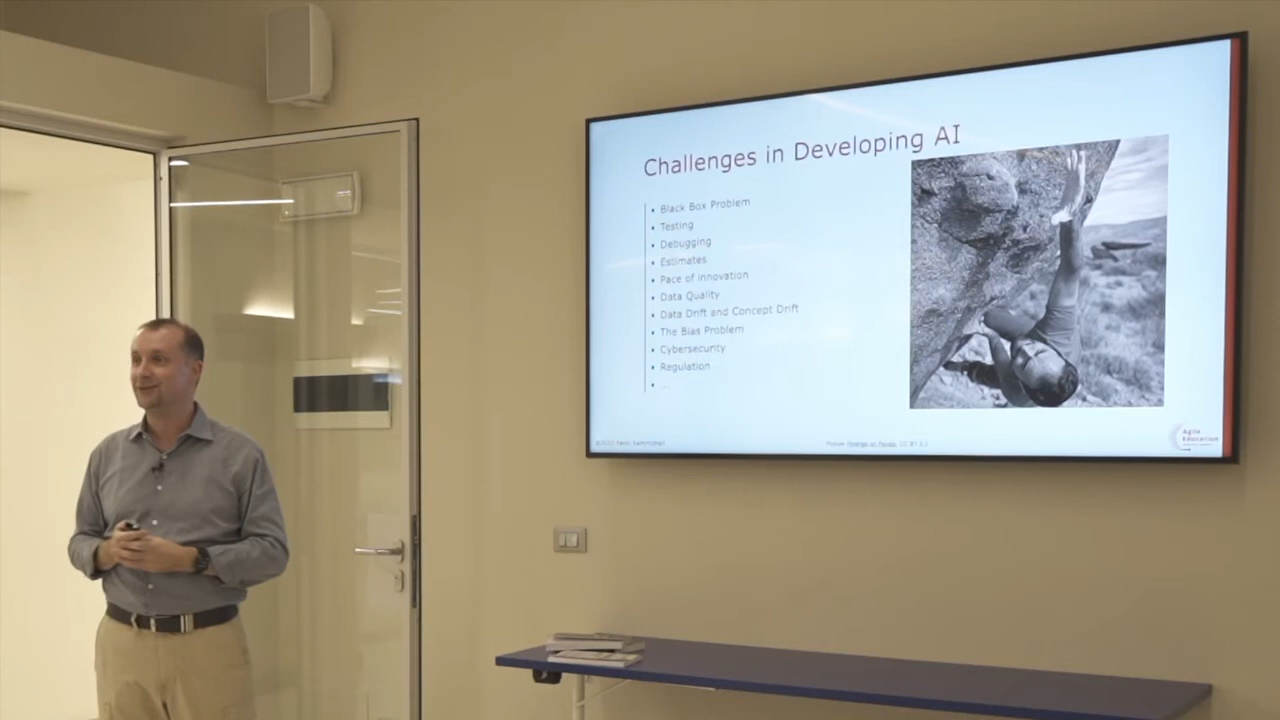 Challenges in Developing AI
• Black Box Problem
• Testing
• Debugging
• Estimates
• Pace of innovation
• Data Quality
• Data Drift and Concept Drift
• The Bias Problem
• Cybersecurity
• Regulation
• ...
Agile
Education